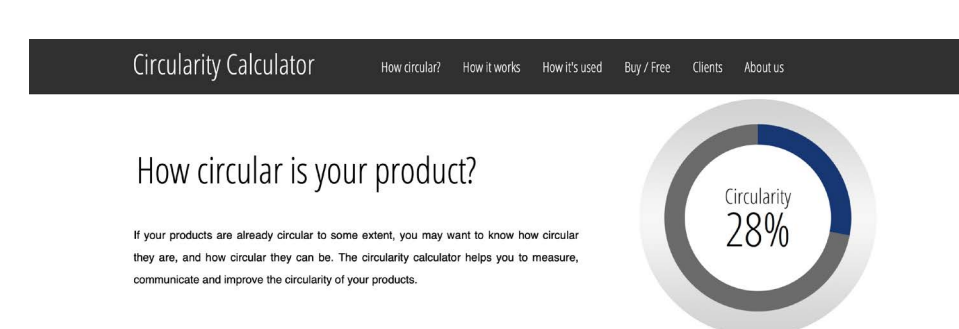 Circularity Calculator How circular? How it works How it's used Buy / Free Clients About us
How circular is your product?
If your products are already circular to some extent, you may want to know how circular
they are, and how circular they can be. The circularity calculator helps you to measure,
communicate and improve the circularity of your products.
Circularity
28%